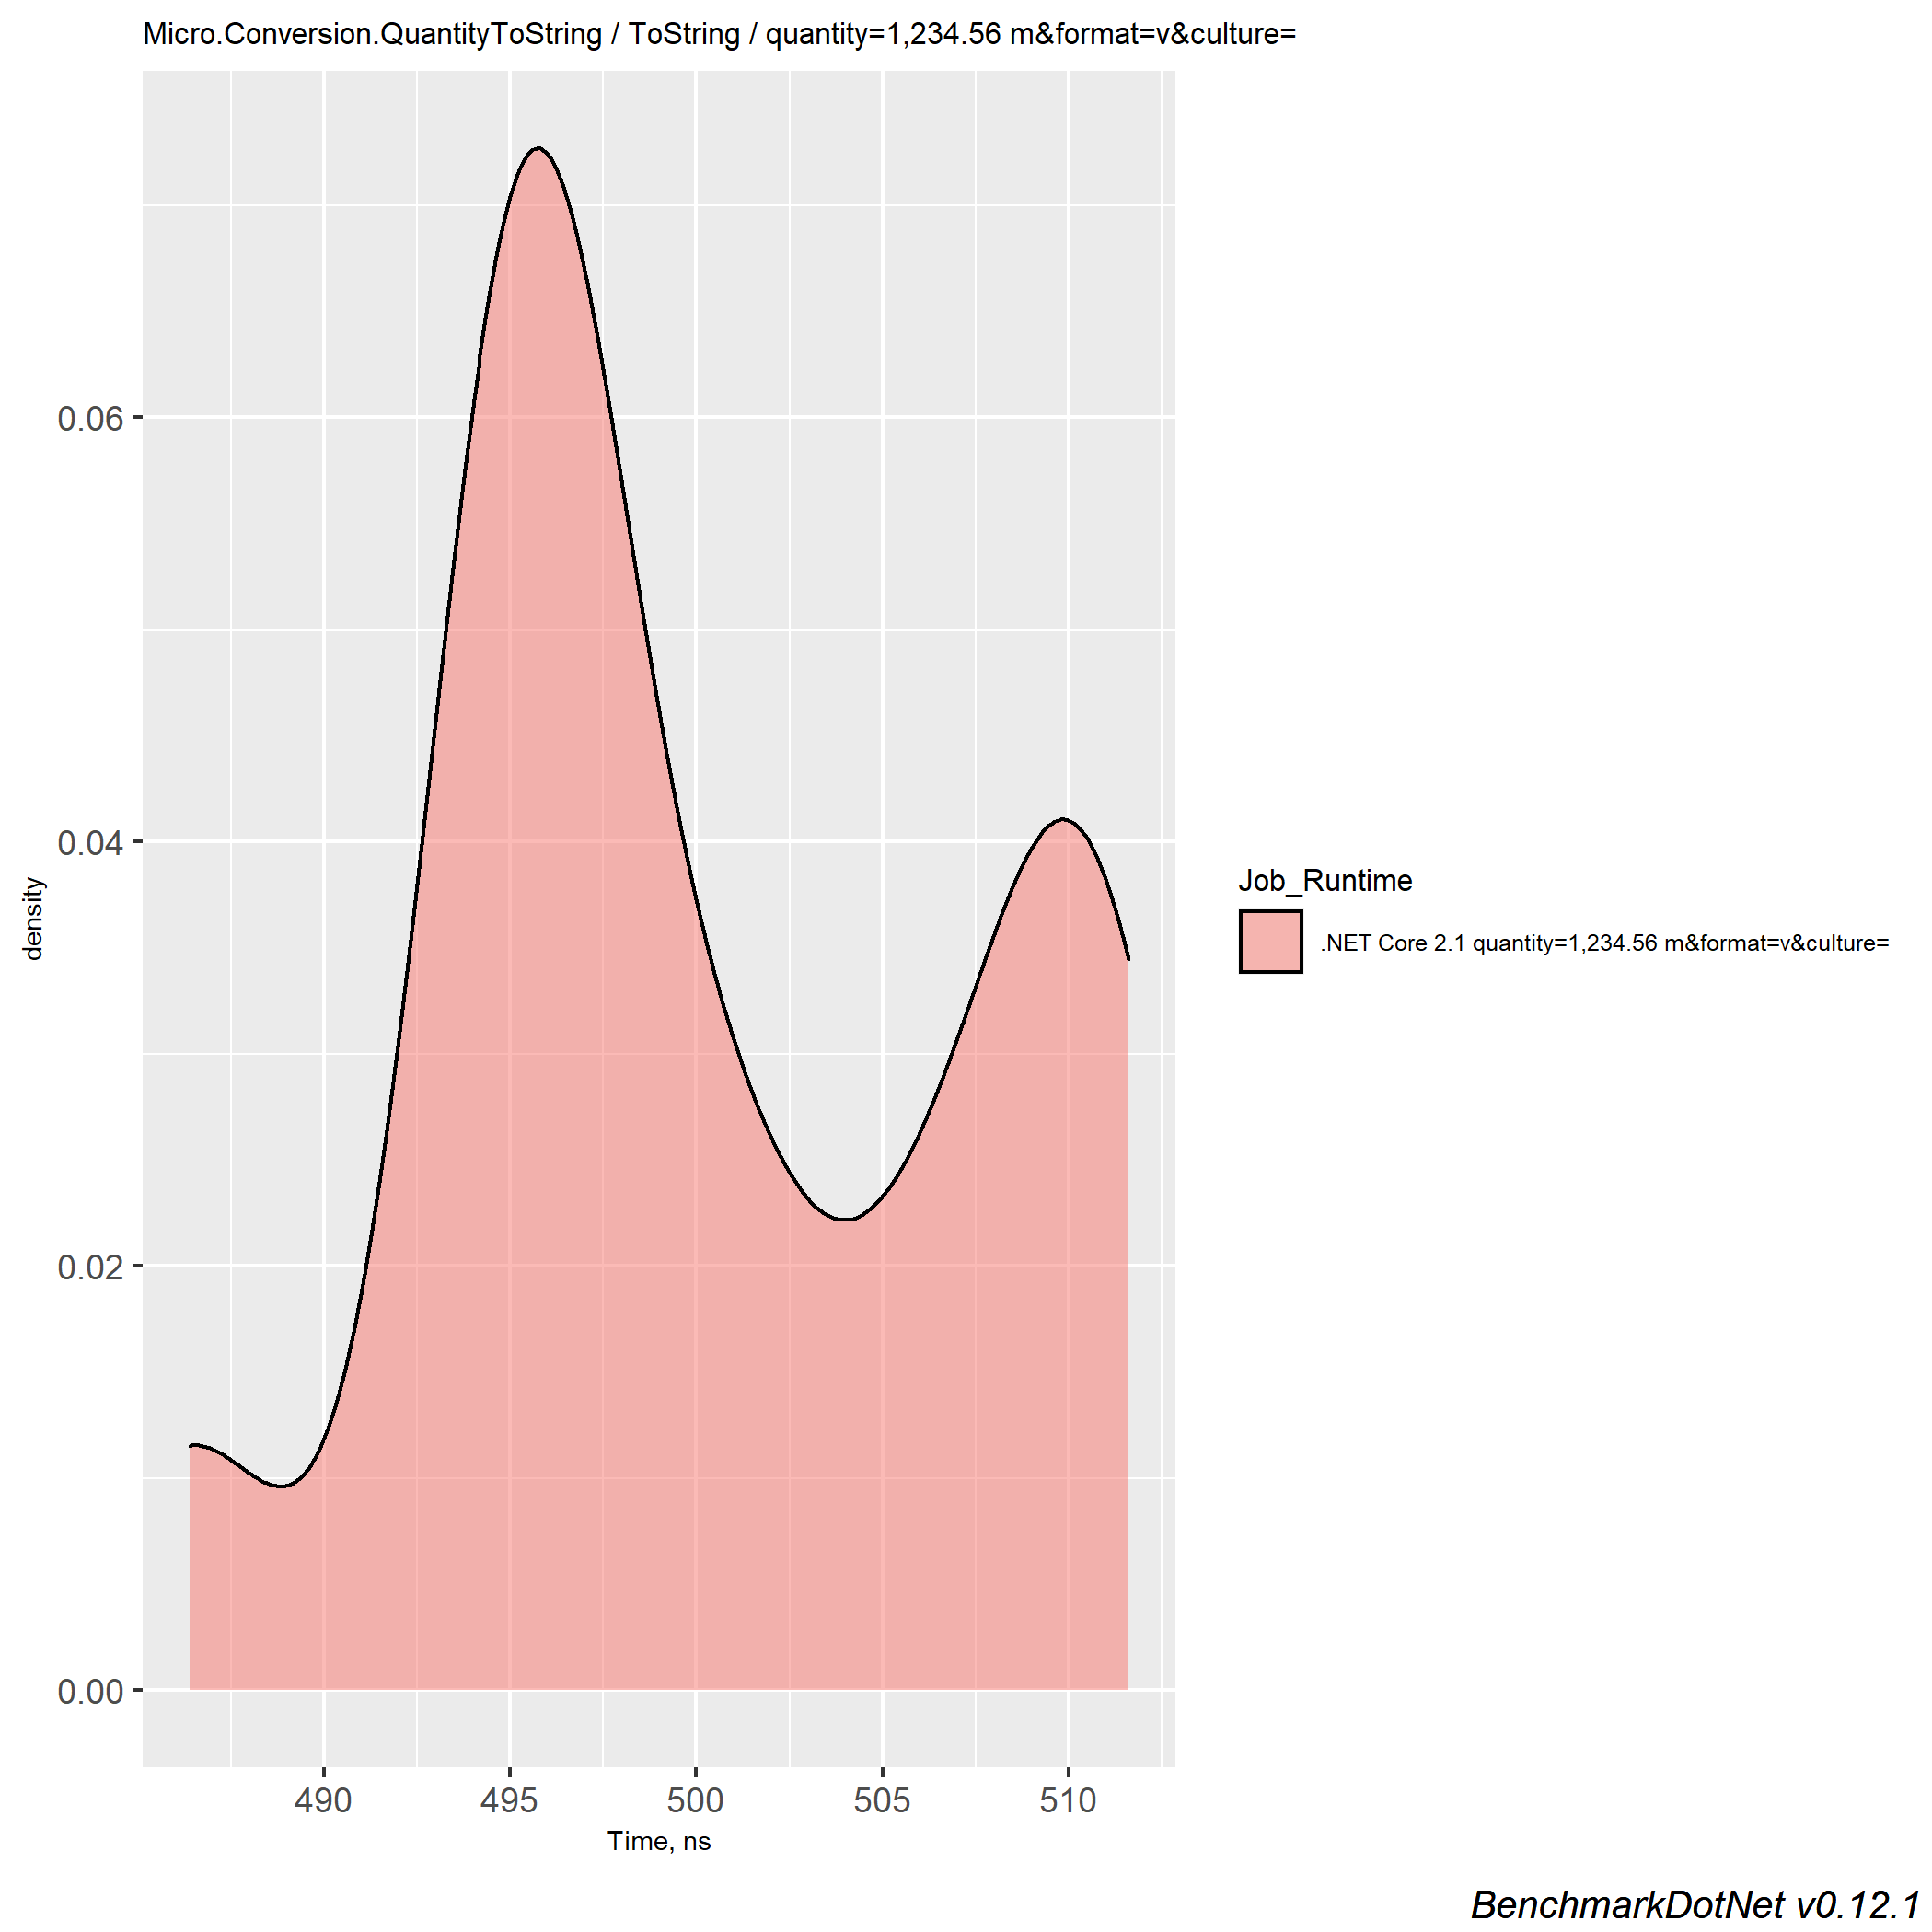 Micro.Conversion.QuantityToString / ToString / quantity=1,234.56 m&format=v&culture=
0.06
0.04
0.02
0.00
density
490 495 500 505 510
Time, ns
Job_Runtime
.NET Core 2.1 quantity=1,234.56 m&format=v&culture=
BenchmarkDotNet v0.12.1